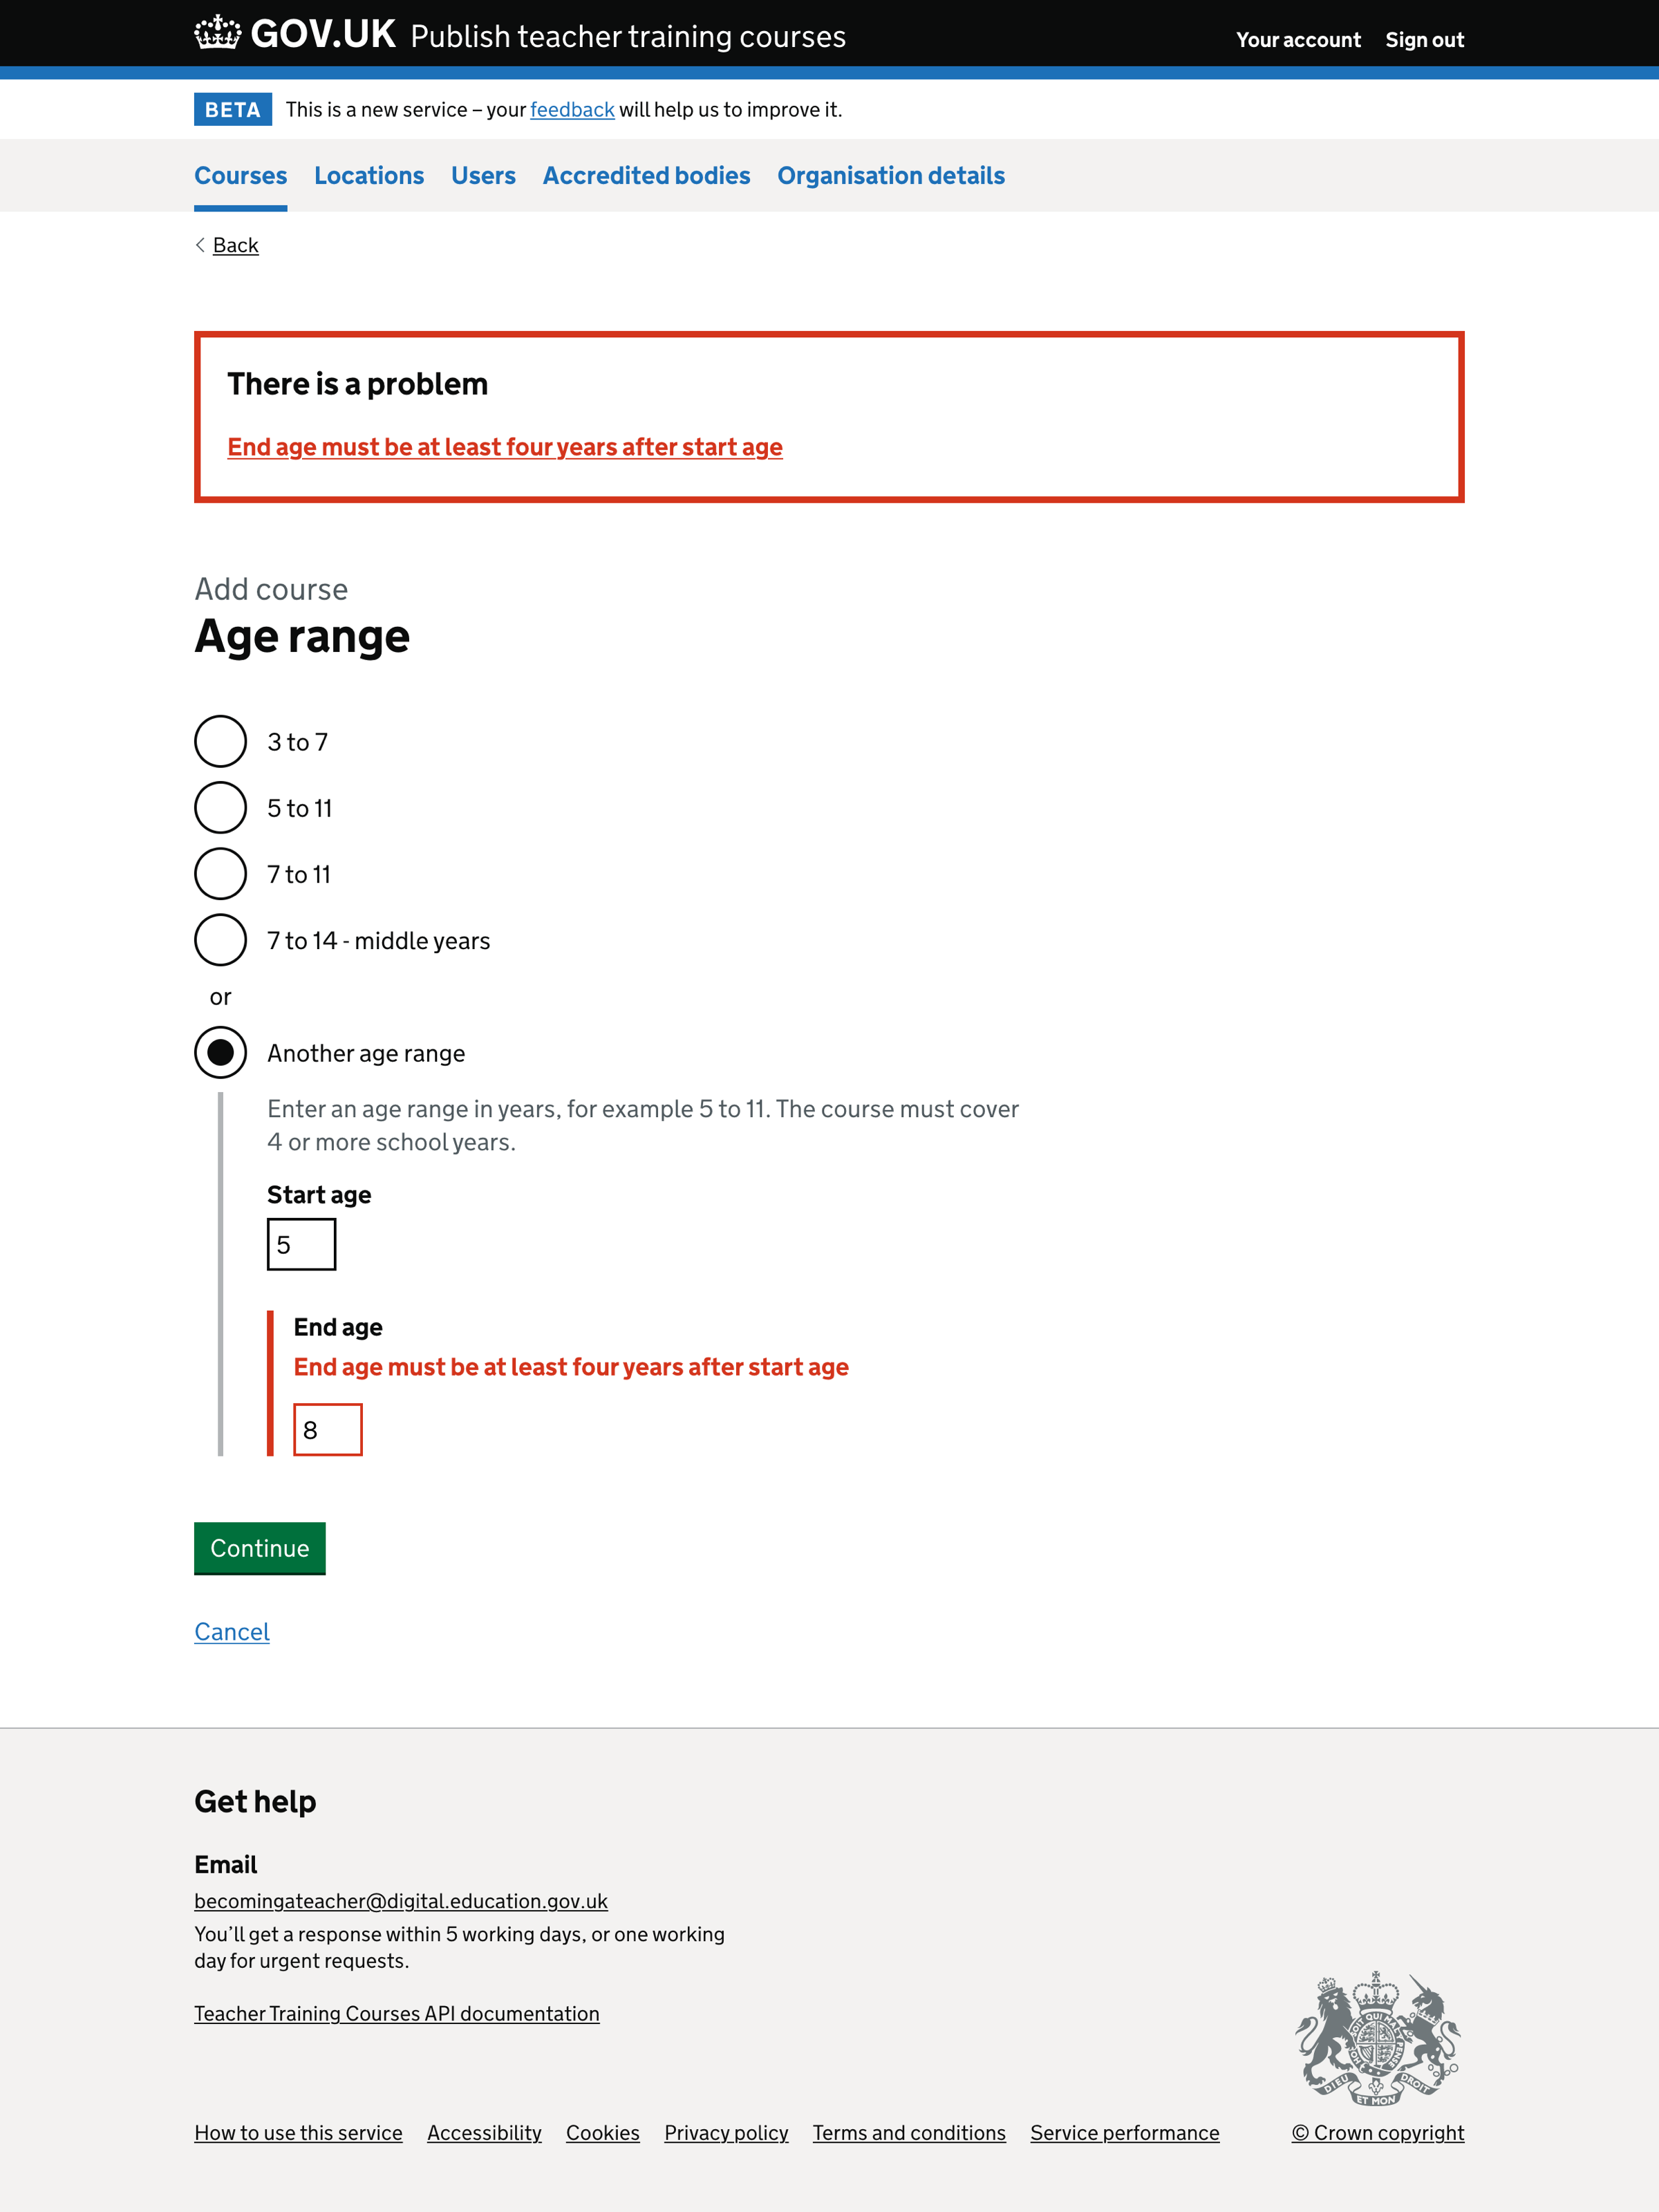 GOV.UK Publish teacher training courses
Your account Sign out
BETA This is a new service – your feedback will help us to improve it.
Courses Locations Users Accredited bodies Organisation details
Back
There is a problem
End age must be at least four years after start age
Add course
Age range
3 to 7
5 to 11
7 to 11
7 to 14 - middle years
or
Another age range
Enter an age range in years, for example 5 to 11. The course must cover
4 or more school years.
Start age
5
End age
End age must be at least four years after start age
8
Continue
Cancel
Get help
Email
becomingateacher@digital.education.gov.uk
You’ll get a response within 5 working days, or one working
day for urgent requests.
Teacher Training Courses API documentation
DIEU ET MON DROIT
How to use this service Accessibility Cookies Privacy policy Terms and conditions Service performance
© Crown copyright